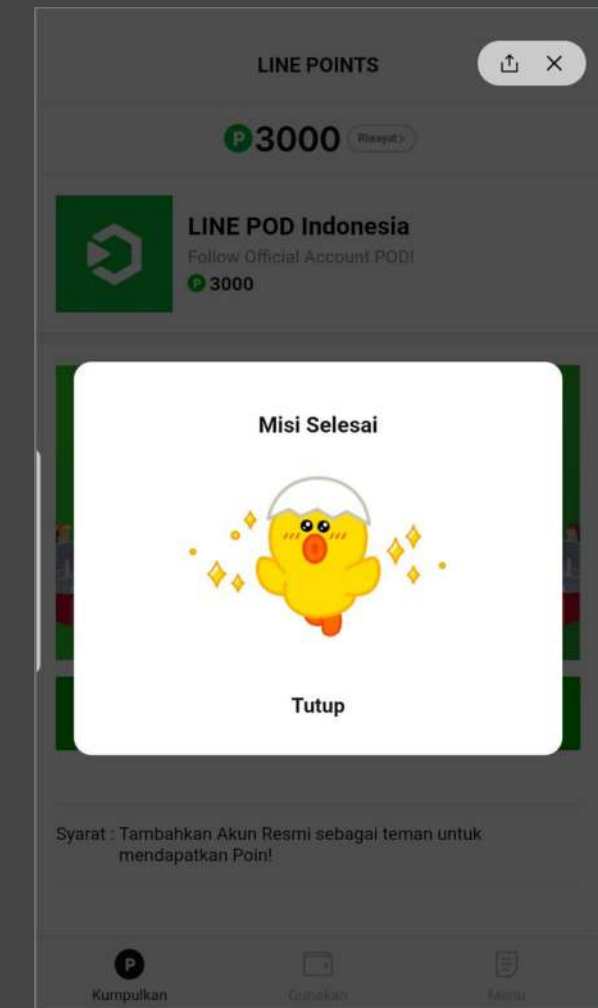 LINE POINTS
P 3000 Riwayat >
LINE POD Indonesia
Follow Official Account POD!
P 3000
Misi Selesai
Tutup
Syarat : Tambahkan Akun Resmi sebagai teman untuk
mendapatkan Poin!
P
Kumpulkan Gunakan Menu